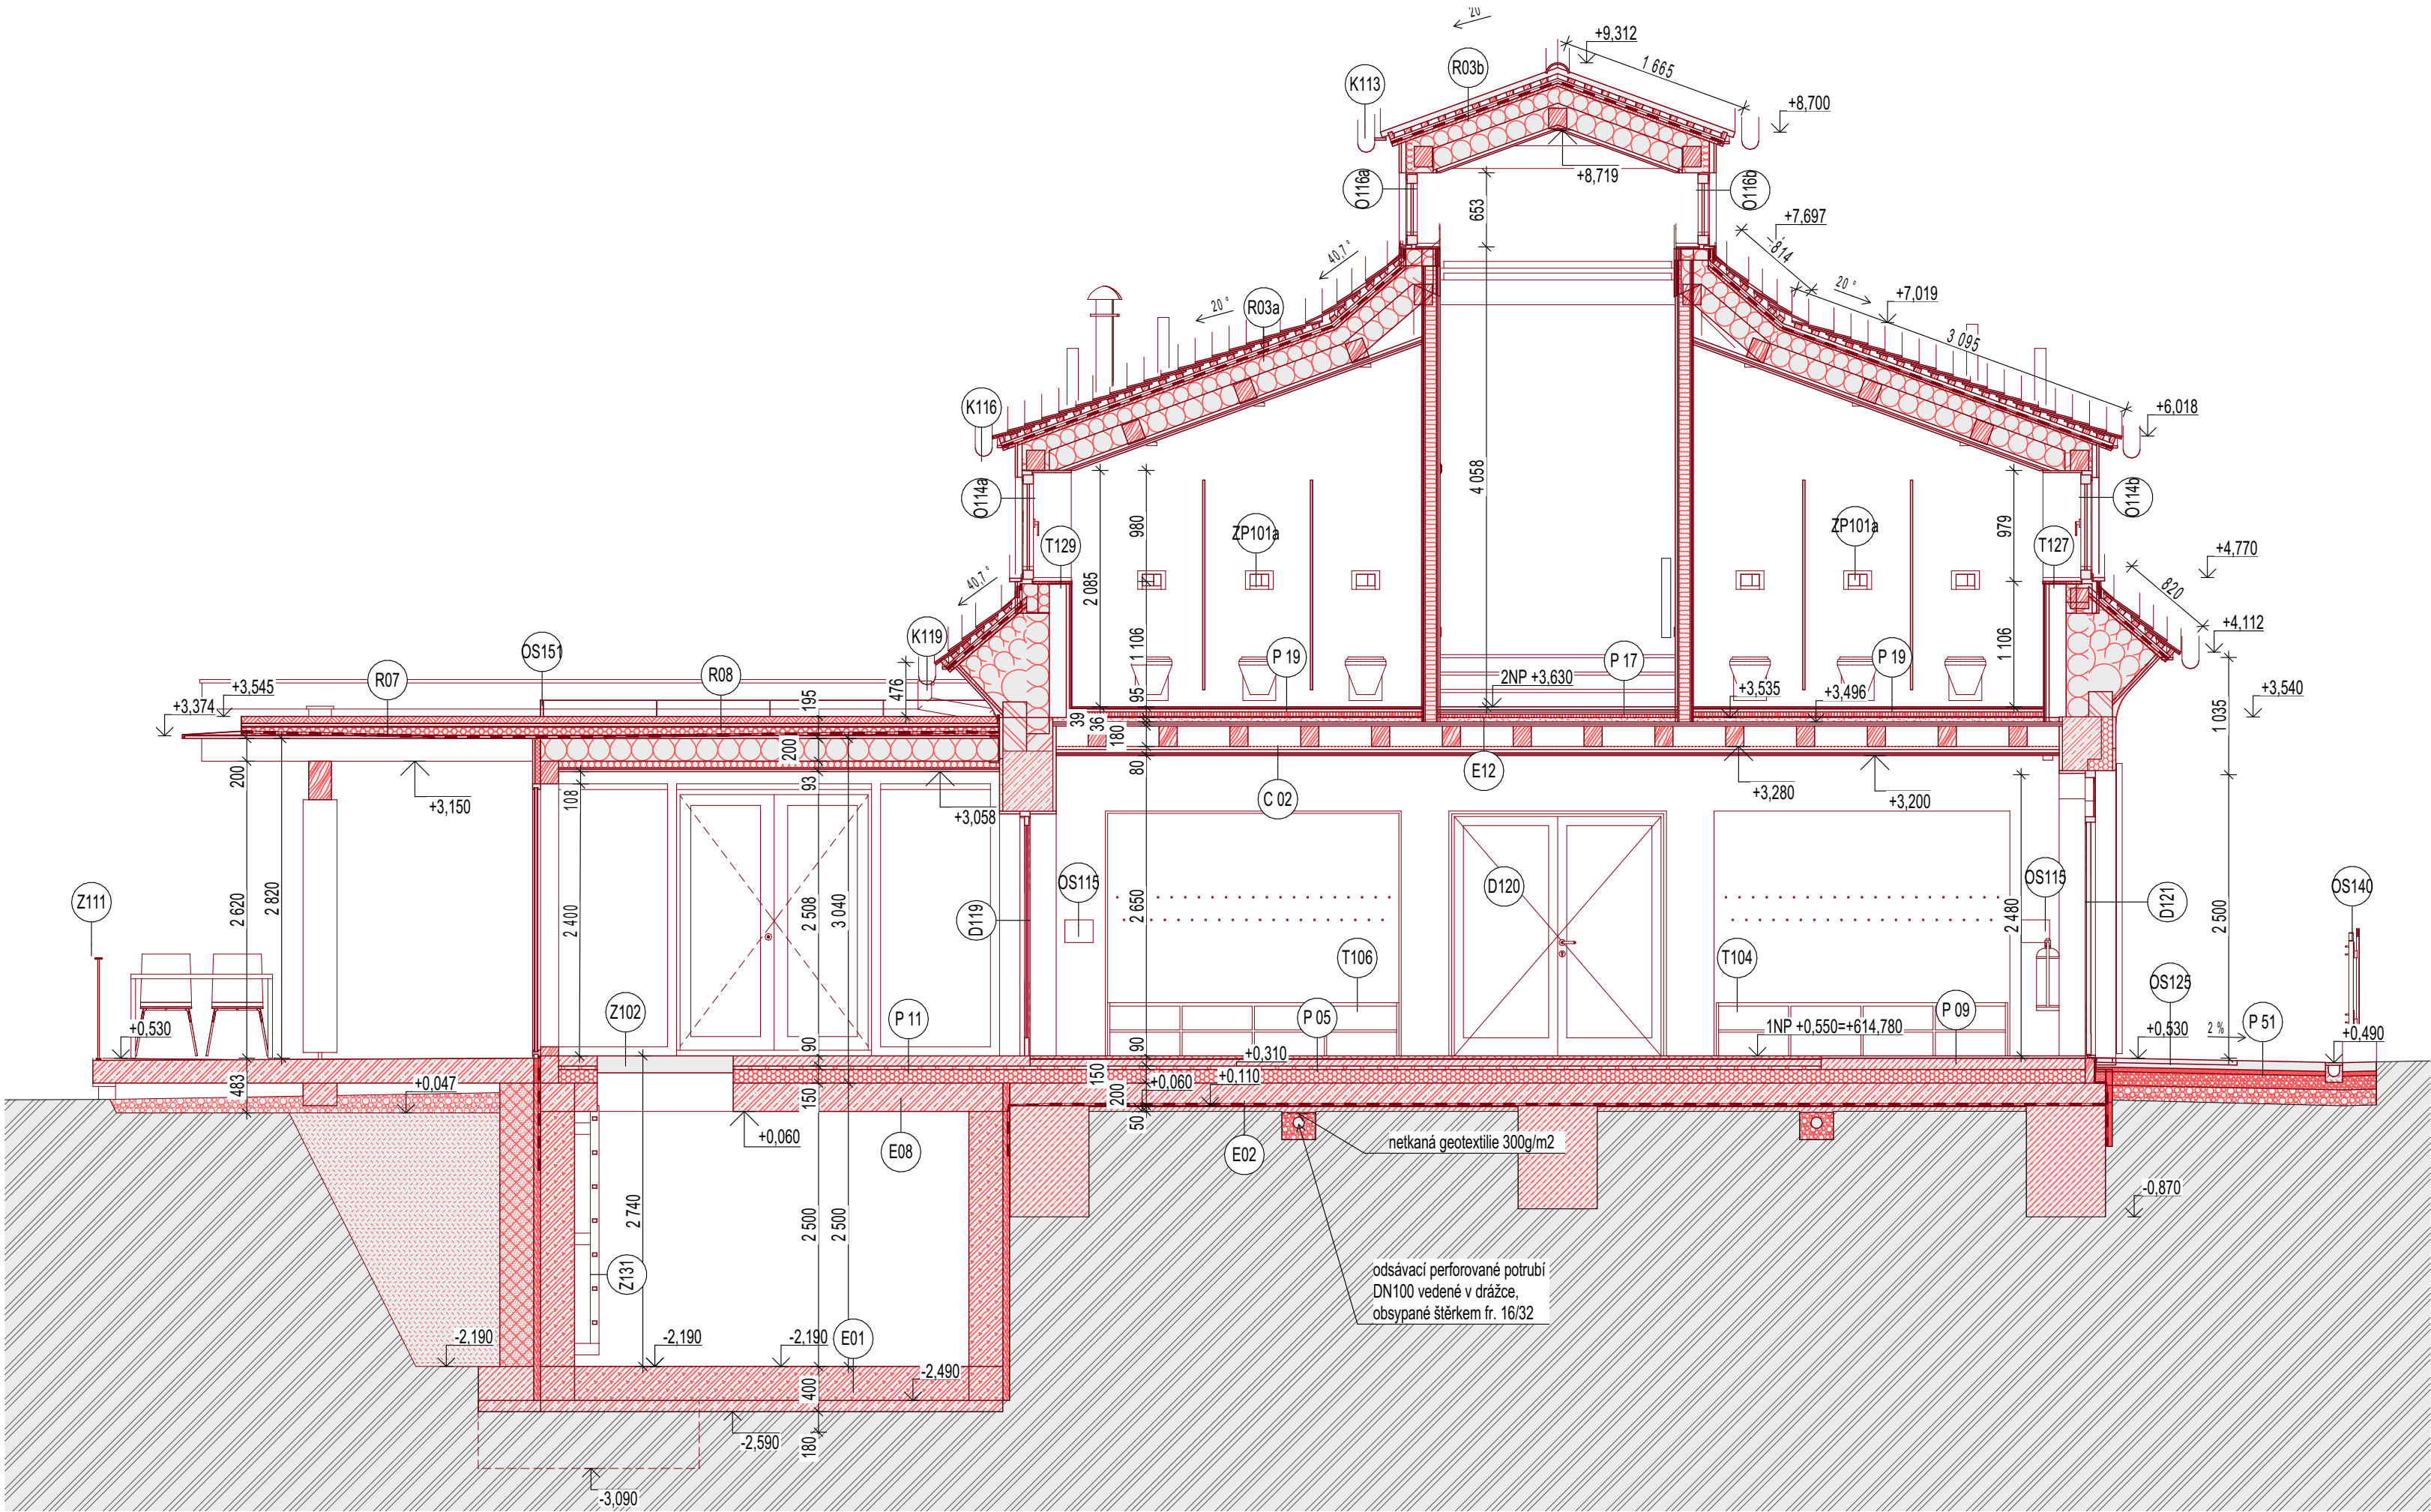 20
+9,312
1 665
R03b
K113
+8,700
+8,719
O116a
O116b
653
+7,697
814
40,7 °
20 °
+7,019
20 °
R03a
3 095
K116
+6,018
4 058
O114a
O114b
980
979
ZP101a
ZP101a
T129
T127
+4,770
2 085
40,7 °
820
K119
+4,112
1 106
1 106
OS151
P 19
P 17
P 19
R07
R08
476
2NP +3,630
+3,545
195
95
+3,535
+3,496
+3,540
1 035
+3,374
39
36
180
200
200
E12
80
93
108
+3,150
+3,058
C 02
+3,280
+3,200
Z111
2 620
2 820
2 400
2 508
3 040
D119
OS115
2 650
D120
2 480
OS115
D121
2 500
OS140
T106
T104
OS125
Z102
P 11
P 05
P 09
P 51
+0,530
1NP +0,550=+614,780
+0,530
2 %
+0,490
90
90
+0,310
483
+0,047
150
+0,060
+0,110
150
200
50
+0,060
E08
E02
netkaná geotextilie 300g/m2
-0,870
2 740
2 500
2 500
Z131
odsávací perforované potrubí
DN100 vedené v drážce,
obsypané štěrkem fr. 16/32
-2,190
-2,190
-2,190
E01
-2,490
400
-2,590
180
-3,090